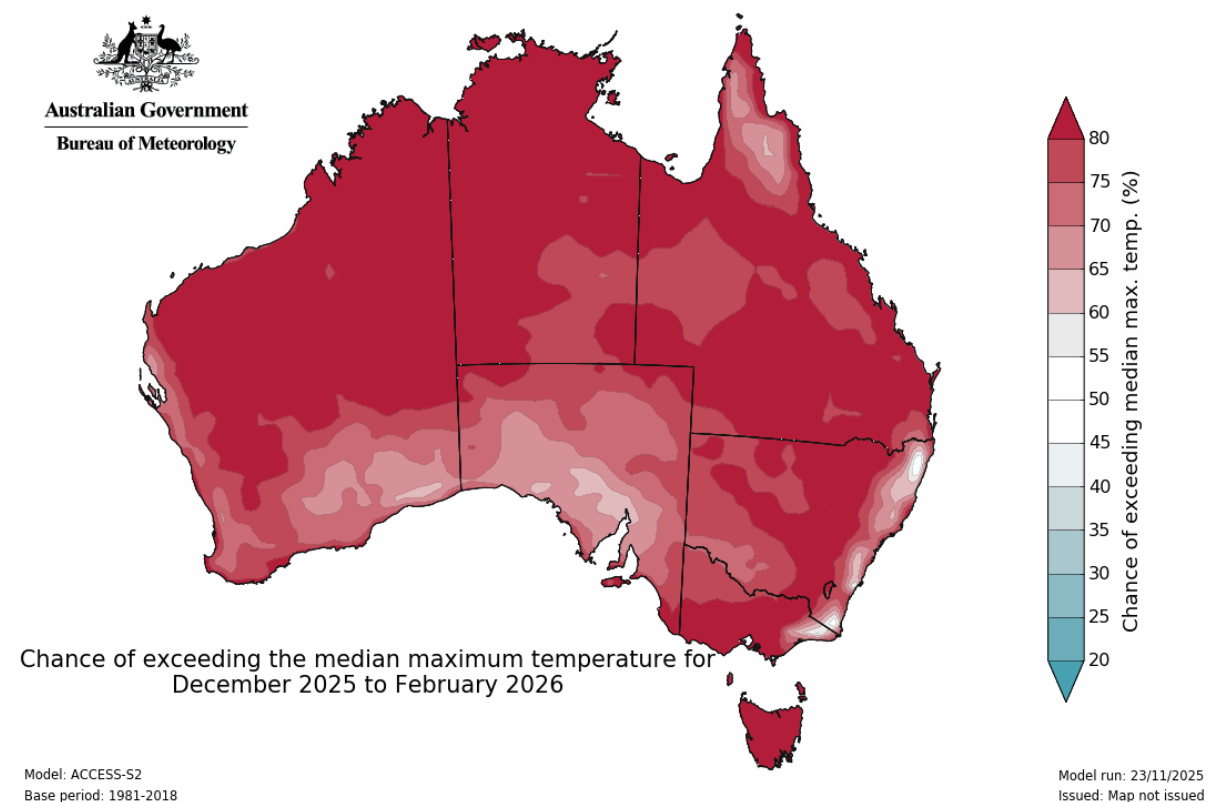 Australian Government
Bureau of Meteorology
80
75
70
65
60
55
50
45
40
35
30
25
20
Chance of exceeding median max. temp. (%)
Chance of exceeding the median maximum temperature for
December 2025 to February 2026
Model: ACCESS-S2
Base period: 1981-2018
Model run: 23/11/2025
Issued: Map not issued